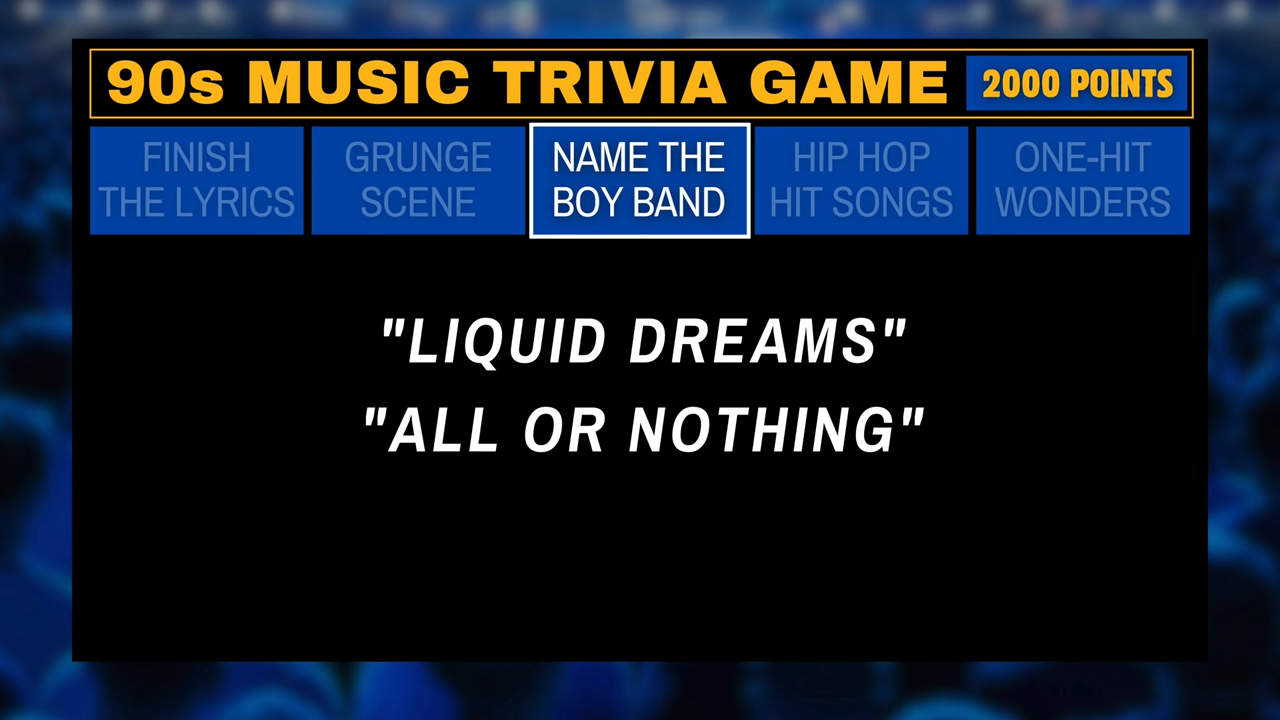 90s MUSIC TRIVIA GAME
2000 POINTS
FINISH
THE LYRICS
GRUNGE
SCENE
NAME THE
BOY BAND
HIP HOP
HIT SONGS
ONE-HIT
WONDERS
"LIQUID DREAMS"
"ALL OR NOTHING"